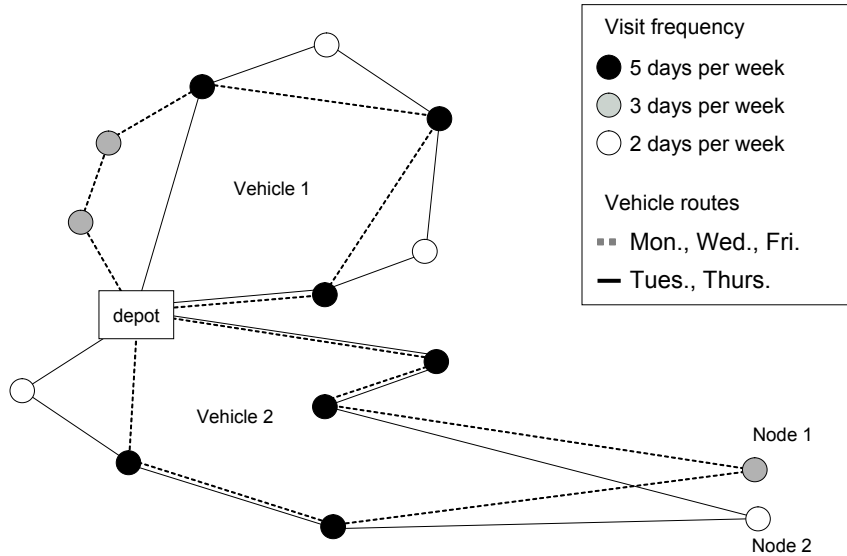 Visit frequency
5 days per week
3 days per week
2 days per week
Vehicle routes
Mon., Wed., Fri.
Tues., Thurs.
Vehicle 1
depot
Vehicle 2
Node 1
Node 2